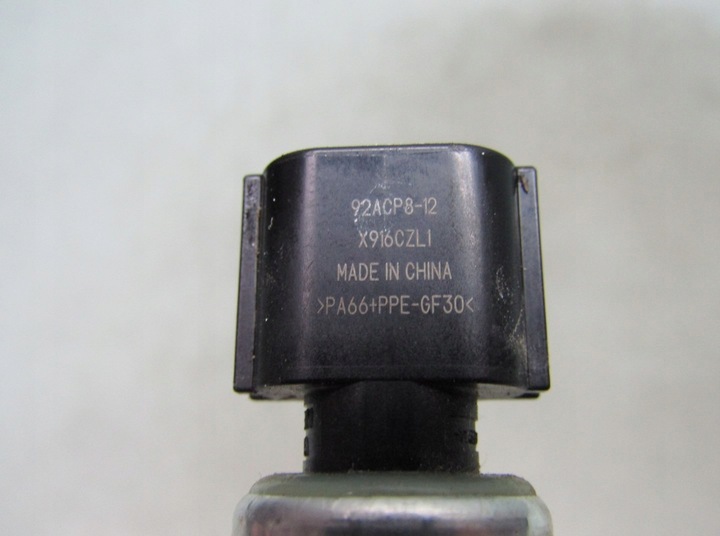 92ACP8-12
X916CZL1
MADE IN CHINA
>PA66+PPE-GF30<